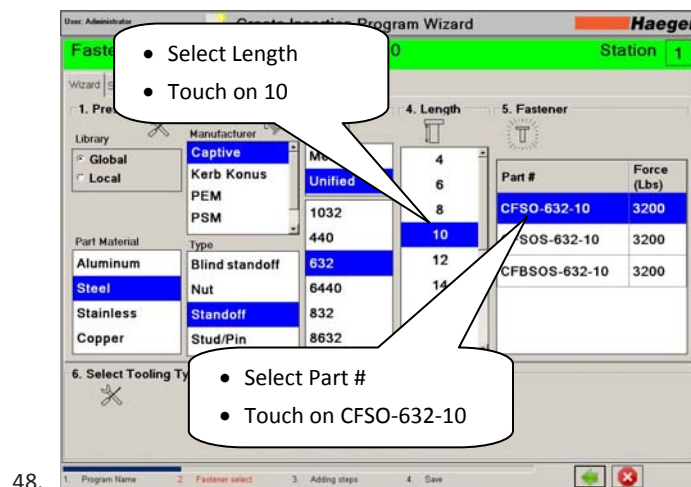 User: Administrator Create Insertion Program Wizard Haeger
Faste 0 Station 1
• Select Length
• Touch on 10
Wizard S
1. Pre 4. Length 5. Fastener
Library
Global
Local
Manufacturer
Captive
Kerb Konus
PEM
PSM
Unified
1032
440
632
6440
832
8632
4
6
8
10
12
14
Part # Force (Lbs)
CFSO-632-10 3200
SOS-632-10 3200
CFBSOS-632-10 3200
Part Material
Aluminum
Steel
Stainless
Copper
Type
Blind standoff
Nut
Standoff
Stud/Pin
6. Select Tooling Ty
• Select Part #
• Touch on CFSO-632-10
48.
1. Program Name 2. Fastener select 3. Adding steps 4. Save